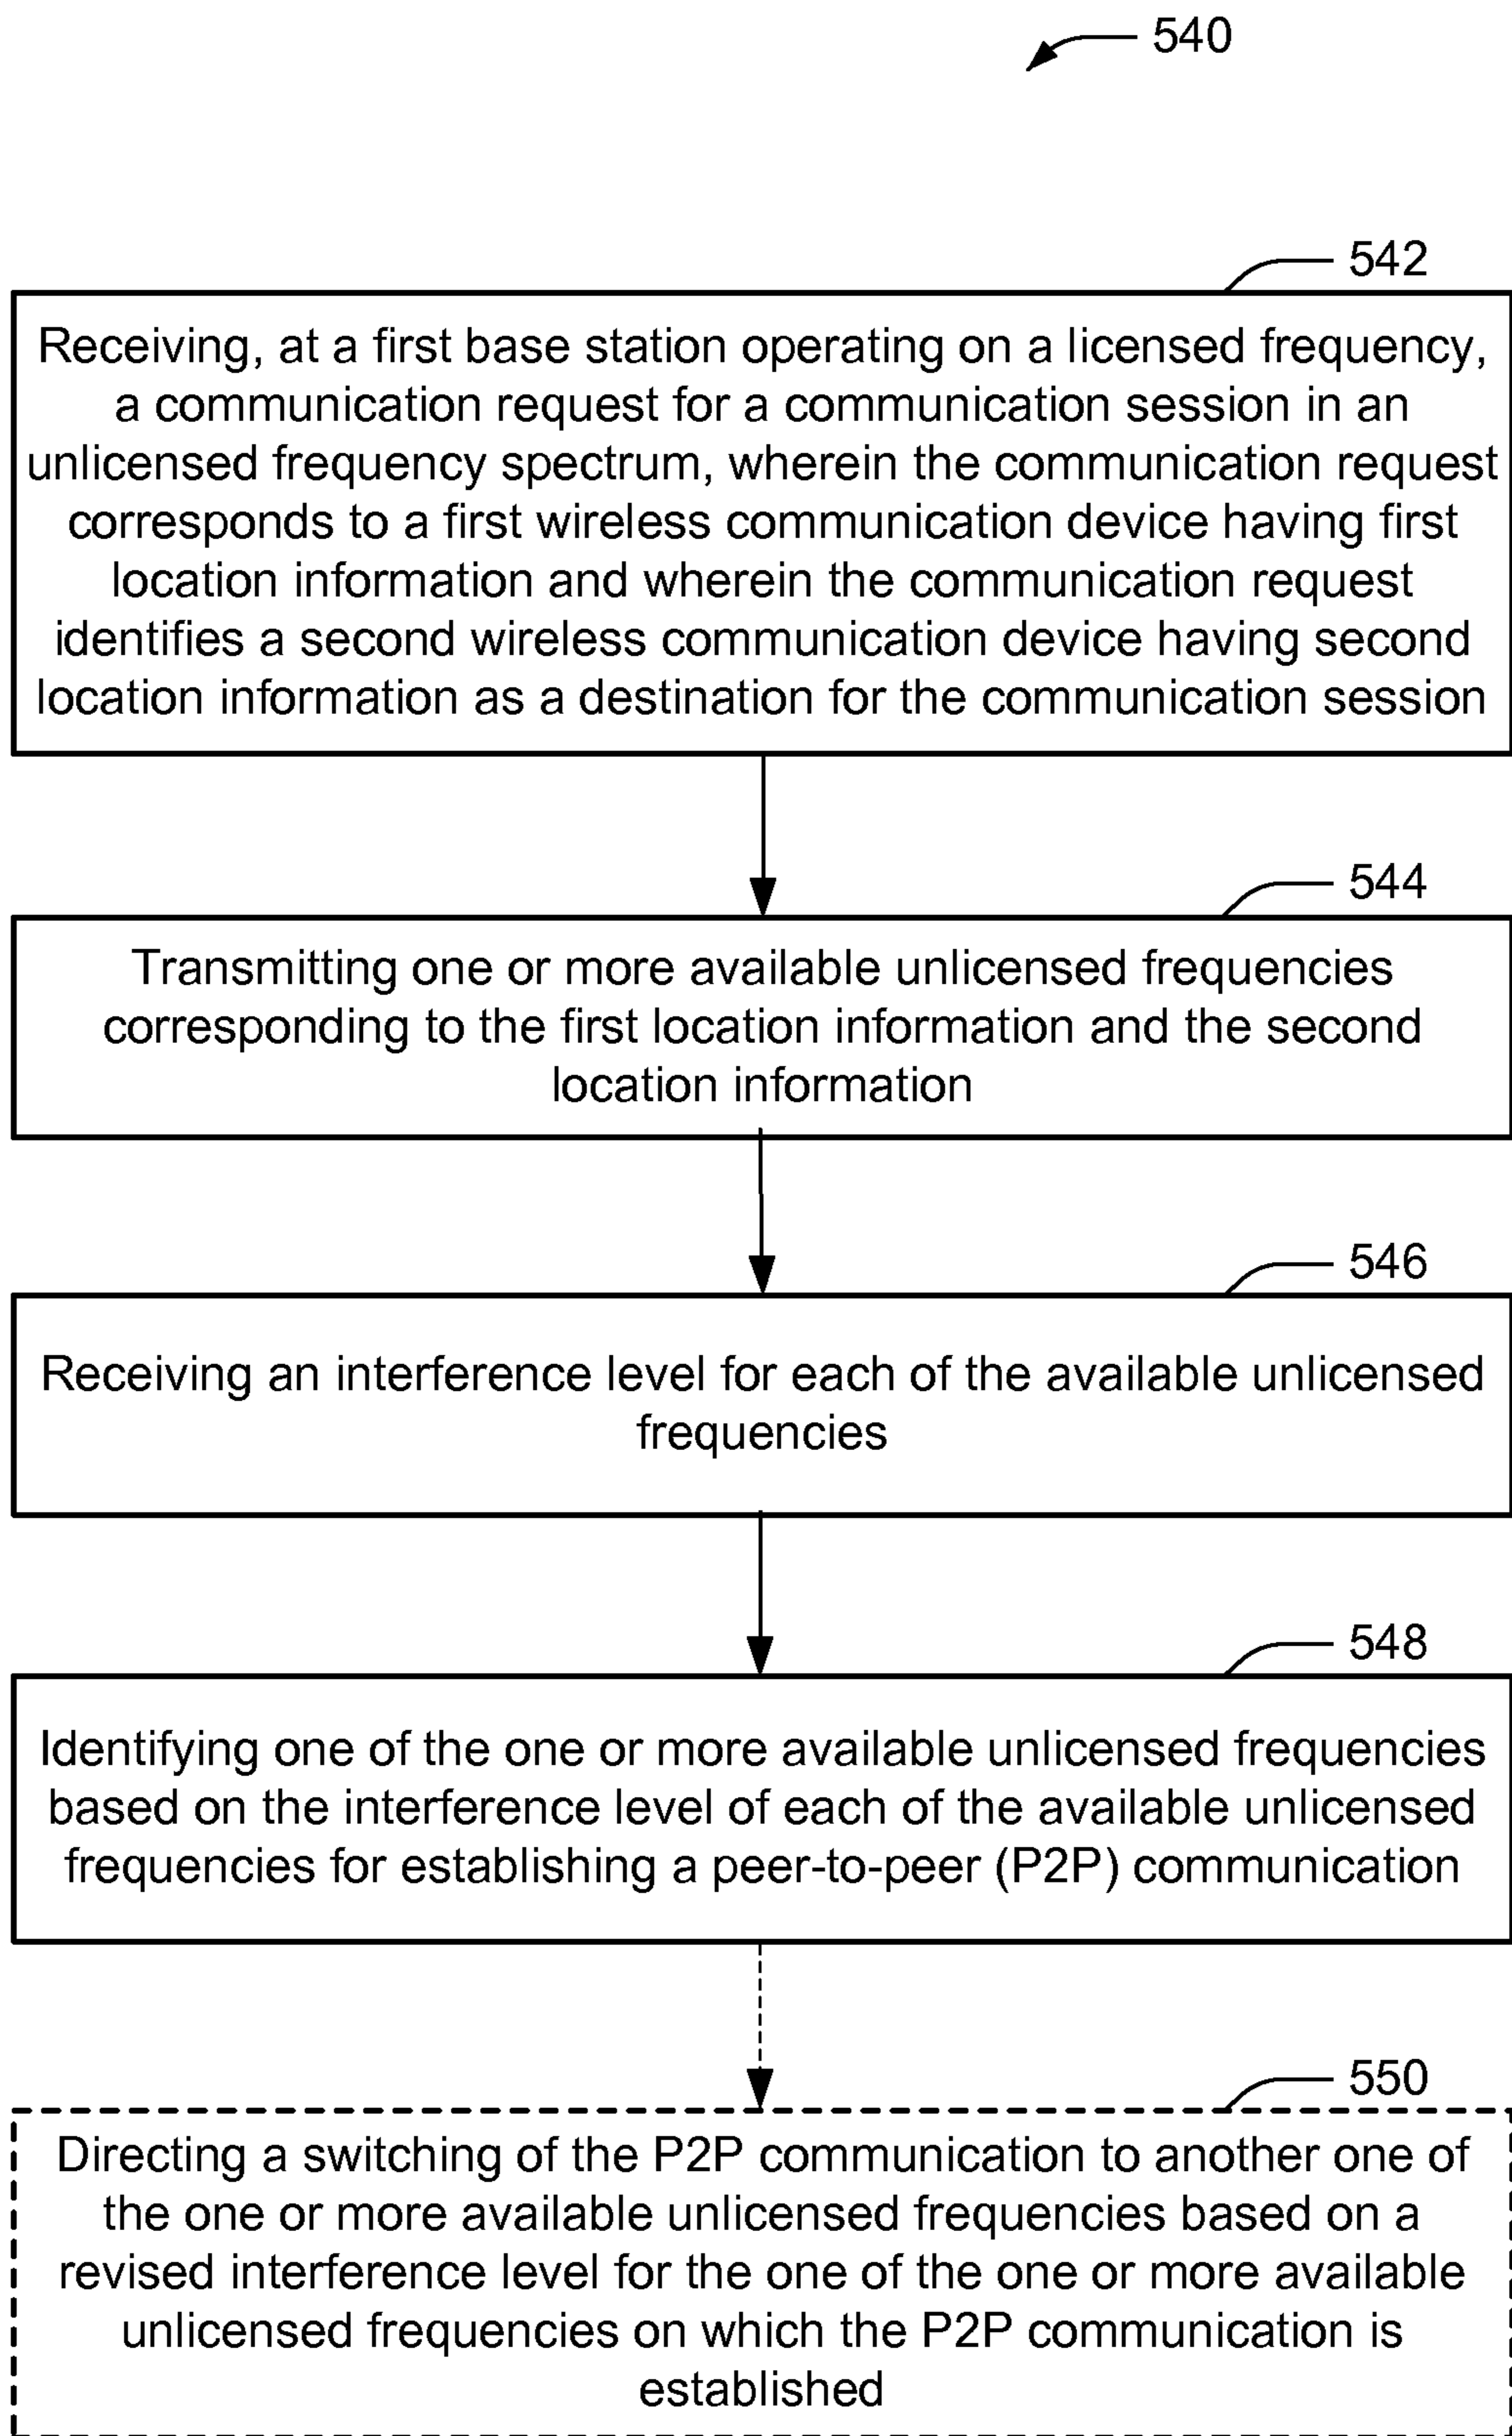 540
542
Receiving, at a first base station operating on a licensed frequency,
a communication request for a communication session in an
unlicensed frequency spectrum, wherein the communication request
corresponds to a first wireless communication device having first
location information and wherein the communication request
identifies a second wireless communication device having second
location information as a destination for the communication session
544
Transmitting one or more available unlicensed frequencies
corresponding to the first location information and the second
location information
546
Receiving an interference level for each of the available unlicensed
frequencies
548
Identifying one of the one or more available unlicensed frequencies
based on the interference level of each of the available unlicensed
frequencies for establishing a peer-to-peer (P2P) communication
550
Directing a switching of the P2P communication to another one of
the one or more available unlicensed frequencies based on a
revised interference level for the one of the one or more available
unlicensed frequencies on which the P2P communication is
established